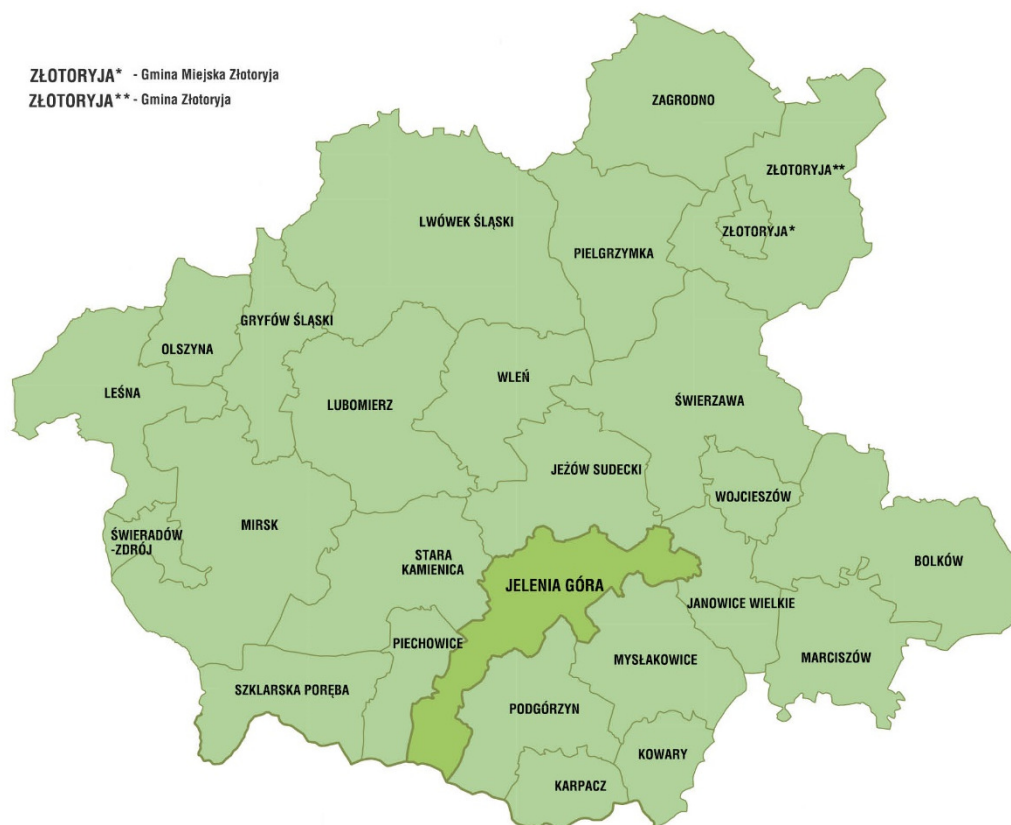 ZŁOTORYJA* - Gmina Miejska Złotoryja
ZŁOTORYJA** - Gmina Złotoryja
ZAGRODNO
ZŁOTORYJA**
ZŁOTORYJA*
LWÓWEK ŚLĄSKI
PIELGRZYMKA
GRYFÓW ŚLĄSKI
OLSZYNA
LEŚNA
WLEŃ
LUBOMIERZ
ŚWIERZAWA
JEŻÓW SUDECKI
WOJCIESZÓW
ŚWIERADÓW
-ZDRÓJ
MIRSK
STARA
KAMIENICA
BOLKÓW
JELENIA GÓRA
JANOWICE WIELKIE
PIECHOWICE
MYSŁAKOWICE
MARCISZÓW
SZKLARSKA PORĘBA
PODGÓRZYN
KOWARY
KARPACZ